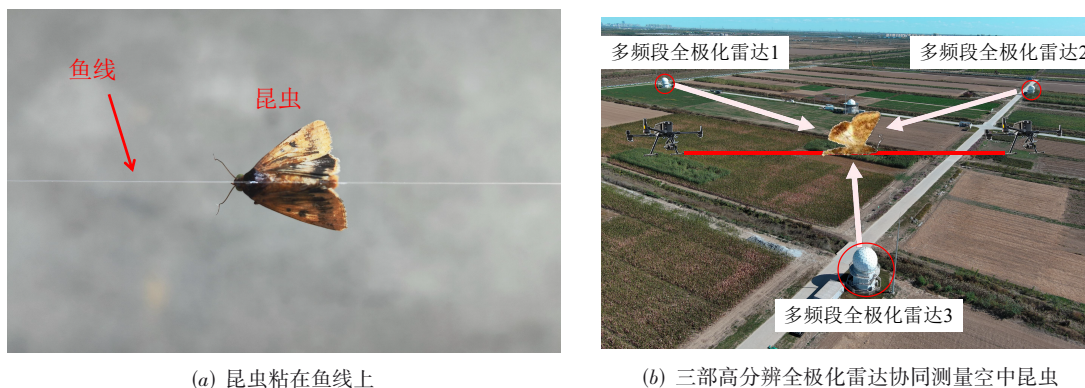 鱼线
昆虫
多频段全极化雷达1
多频段全极化雷达2
多频段全极化雷达3
(a) 昆虫粘在鱼线上
(b) 三部高分辨全极化雷达协同测量空中昆虫